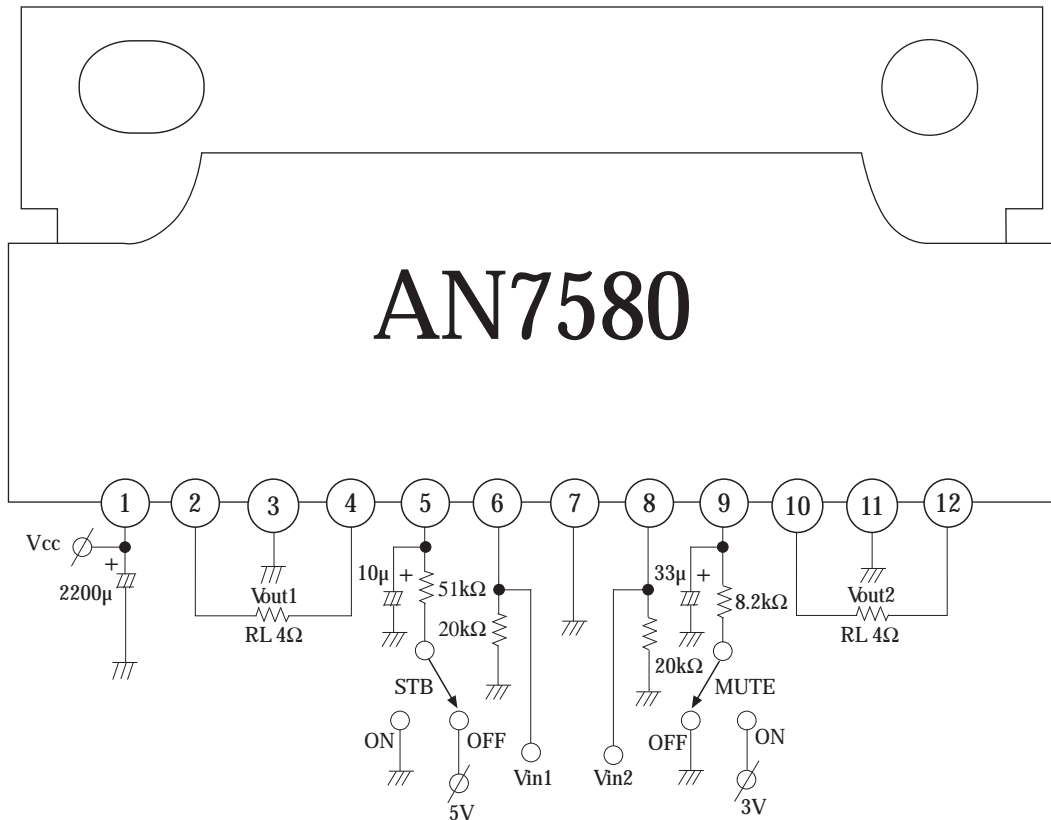 AN7580
1 2 3 4 5 6 7 8 9 10 11 12
Vcc
+
2200μ
Vout1
RL 4Ω
10μ +
51kΩ
20kΩ
STB
ON
OFF
5V
Vin1
Vin2
20kΩ
33μ +
8.2kΩ
MUTE
OFF
ON
3V
Vout2
RL 4Ω